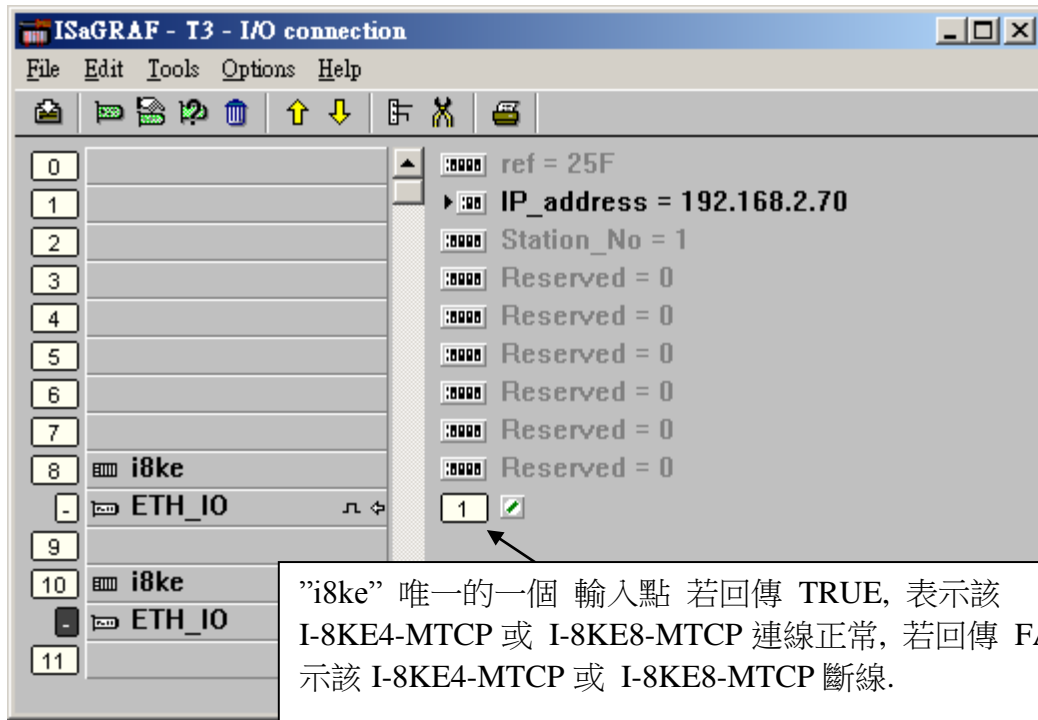 ISaGRAF - T3 - I/O connection
File Edit Tools Options Help
0
1
2
3
4
5
6
7
8 i8ke
- ETH_IO
9
10 i8ke
- ETH_IO
11
ref = 25F
IP_address = 192.168.2.70
Station_No = 1
Reserved = 0
Reserved = 0
Reserved = 0
Reserved = 0
Reserved = 0
Reserved = 0
1
”i8ke” 唯一的一個 輸入點 若回傳 TRUE, 表示該
I-8KE4-MTCP 或 I-8KE8-MTCP 連線正常, 若回傳 FA
示該 I-8KE4-MTCP 或 I-8KE8-MTCP 斷線.